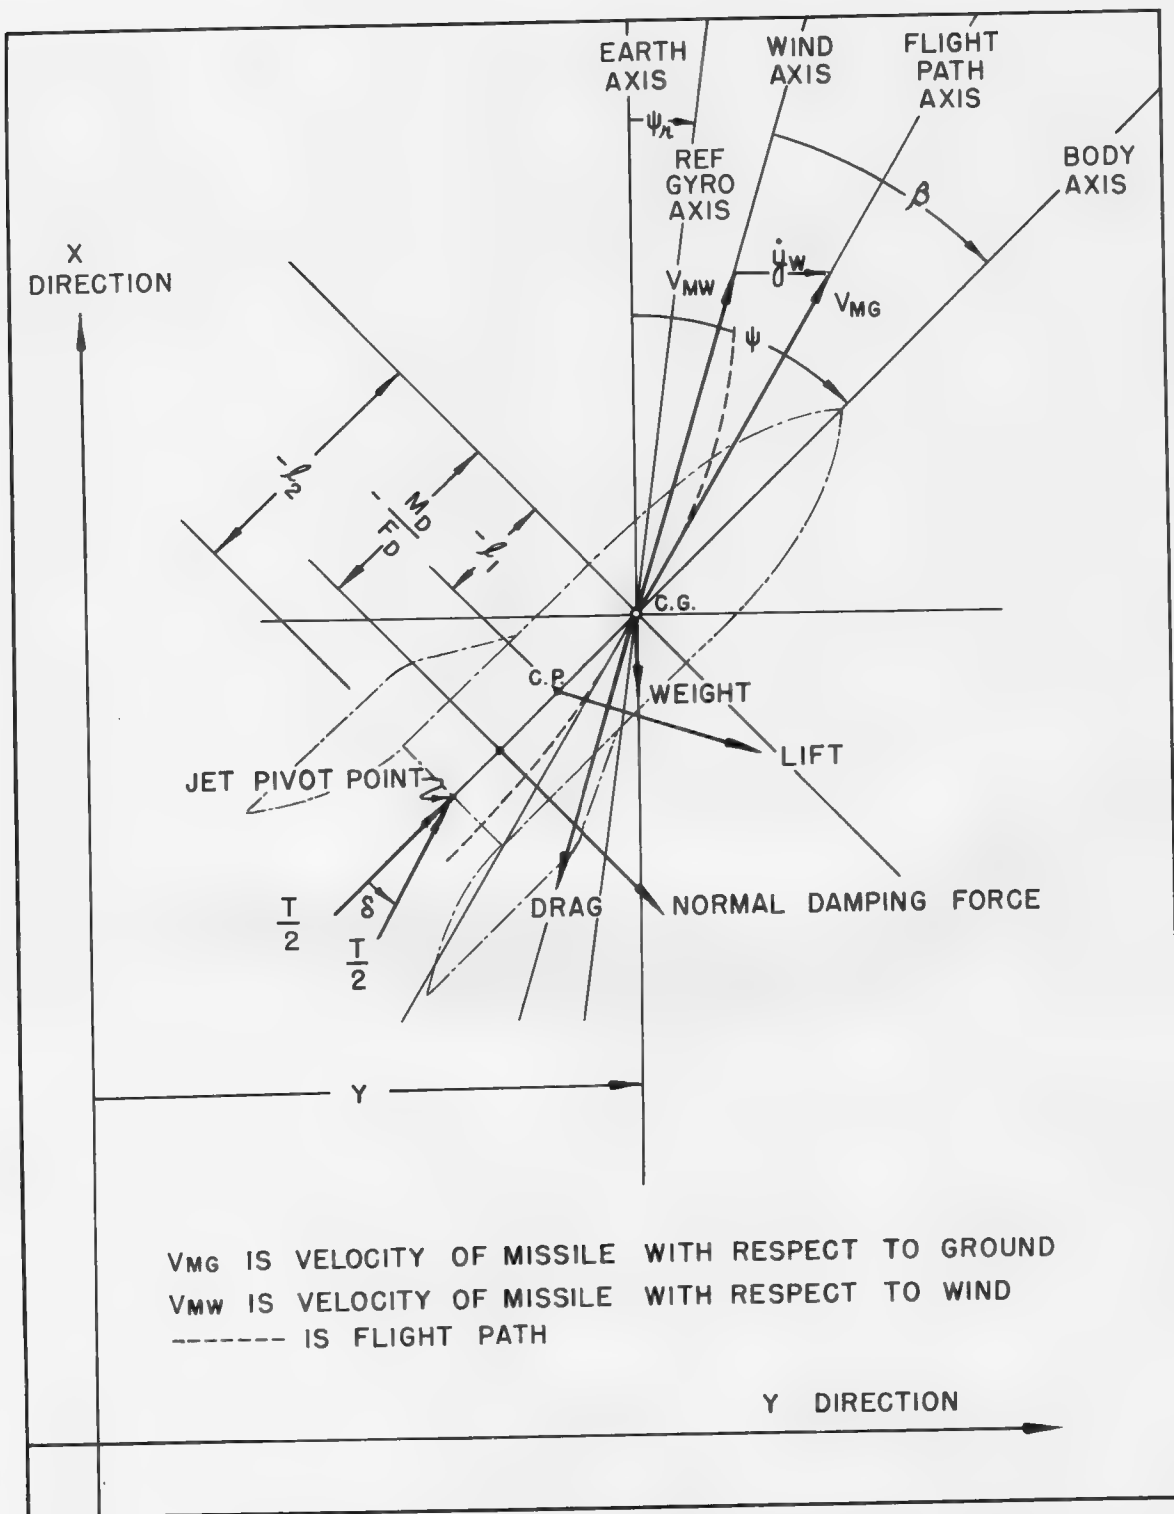 EARTH
AXIS
WIND
AXIS
FLIGHT
PATH
AXIS
ψr
REF
GYRO
AXIS
BODY
AXIS
β
X
DIRECTION
VMW
ẏw
VMG
ψ
-ℓ2
-MD/FD
-ℓ1
C.G.
C.P.
WEIGHT
LIFT
JET PIVOT POINT
T/2
δ
T/2
DRAG
NORMAL DAMPING FORCE
Y
VMG IS VELOCITY OF MISSILE WITH RESPECT TO GROUND
VMW IS VELOCITY OF MISSILE WITH RESPECT TO WIND
------- IS FLIGHT PATH
Y DIRECTION